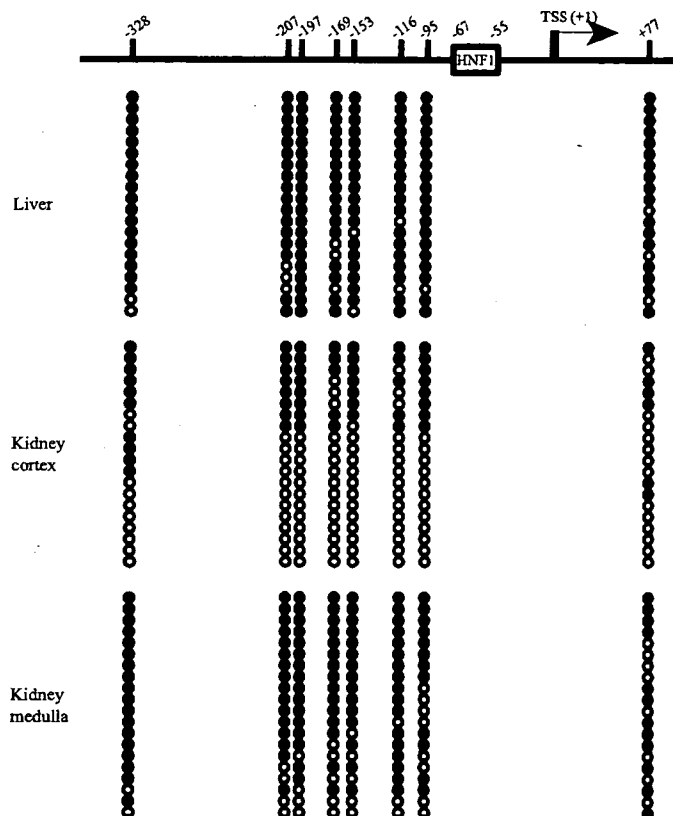 -328 -207 -197 -169 -153 -116 -95 -67 -55 TSS (+1) +77
HNF1
Liver
Kidney
cortex
Kidney
medulla